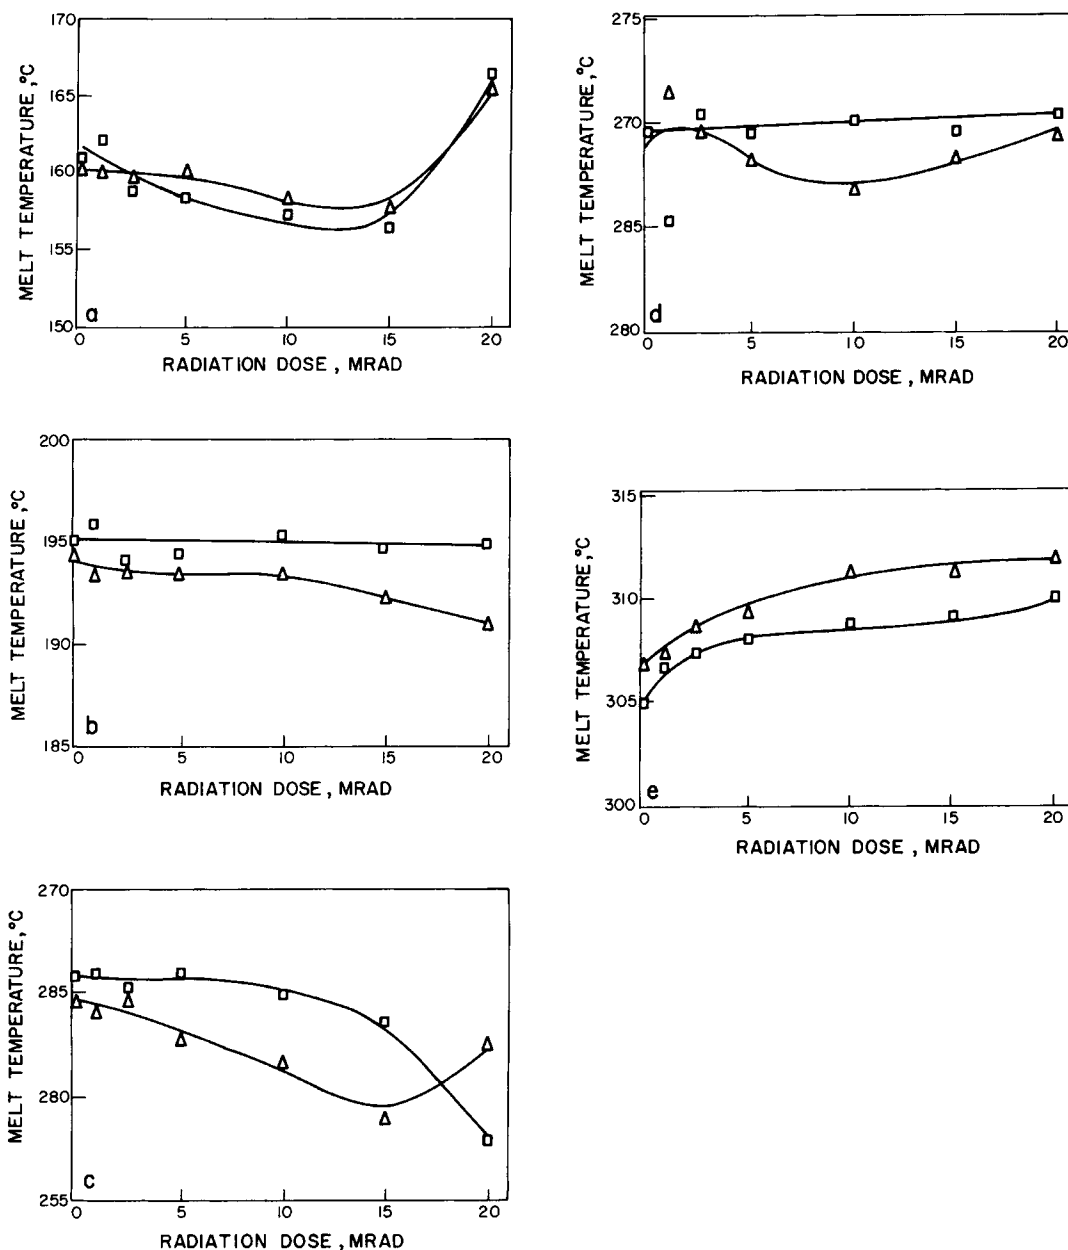 170
165
160
155
150
MELT TEMPERATURE, °C
a
0 5 10 15 20
RADIATION DOSE, MRAD
200
195
190
185
MELT TEMPERATURE, °C
b
0 5 10 15 20
RADIATION DOSE, MRAD
270
285
280
255
MELT TEMPERATURE, °C
c
0 5 10 15 20
RADIATION DOSE, MRAD
275
270
285
280
MELT TEMPERATURE, °C
d
0 5 10 15 20
RADIATION DOSE, MRAD
315
310
305
300
MELT TEMPERATURE, °C
e
0 5 10 15 20
RADIATION DOSE, MRAD